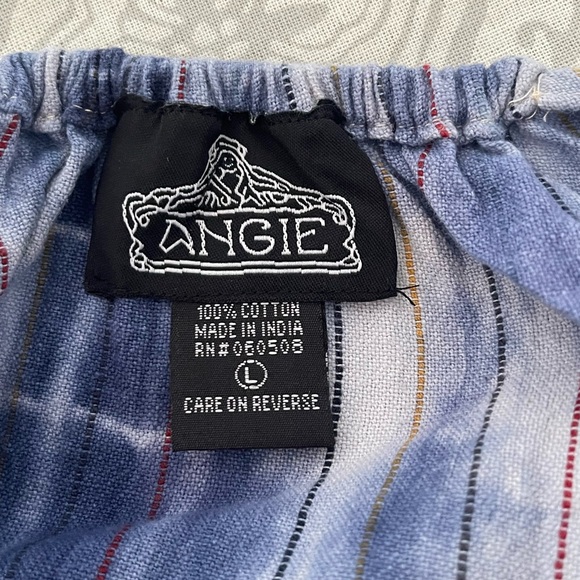 ANGIE
100% COTTON
MADE IN INDIA
RN#060508
L
CARE ON REVERSE